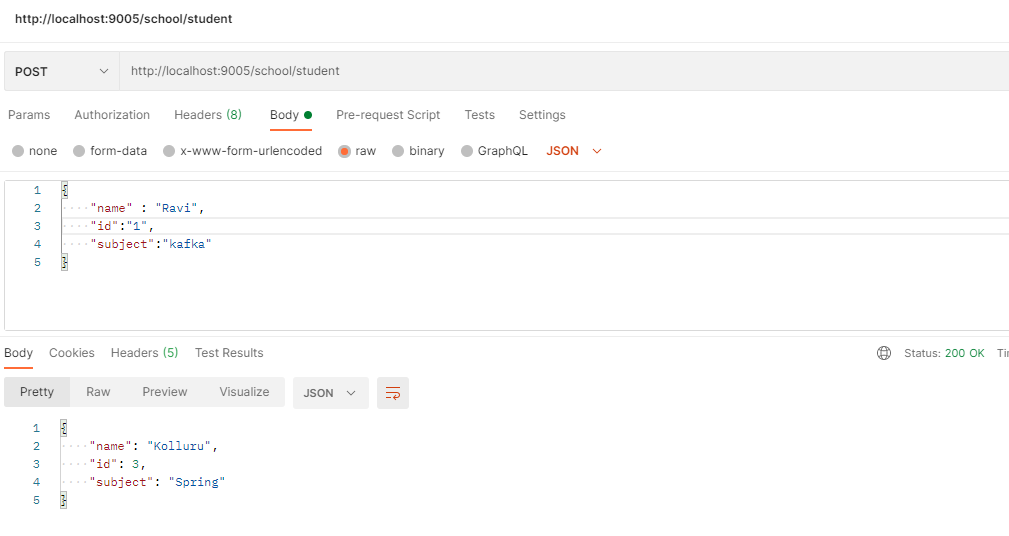 http://localhost:9005/school/student
POST http://localhost:9005/school/student
Params Authorization Headers (8) Body Pre-request Script Tests Settings
none form-data x-www-form-urlencoded raw binary GraphQL JSON
1 {
2 "name" : "Ravi",
3 "id":"1",
4 "subject":"kafka"
5 }
Body Cookies Headers (5) Test Results Status: 200 OK
Pretty Raw Preview Visualize JSON
1 {
2 "name": "Kolluru",
3 "id": 3,
4 "subject": "Spring"
5 }